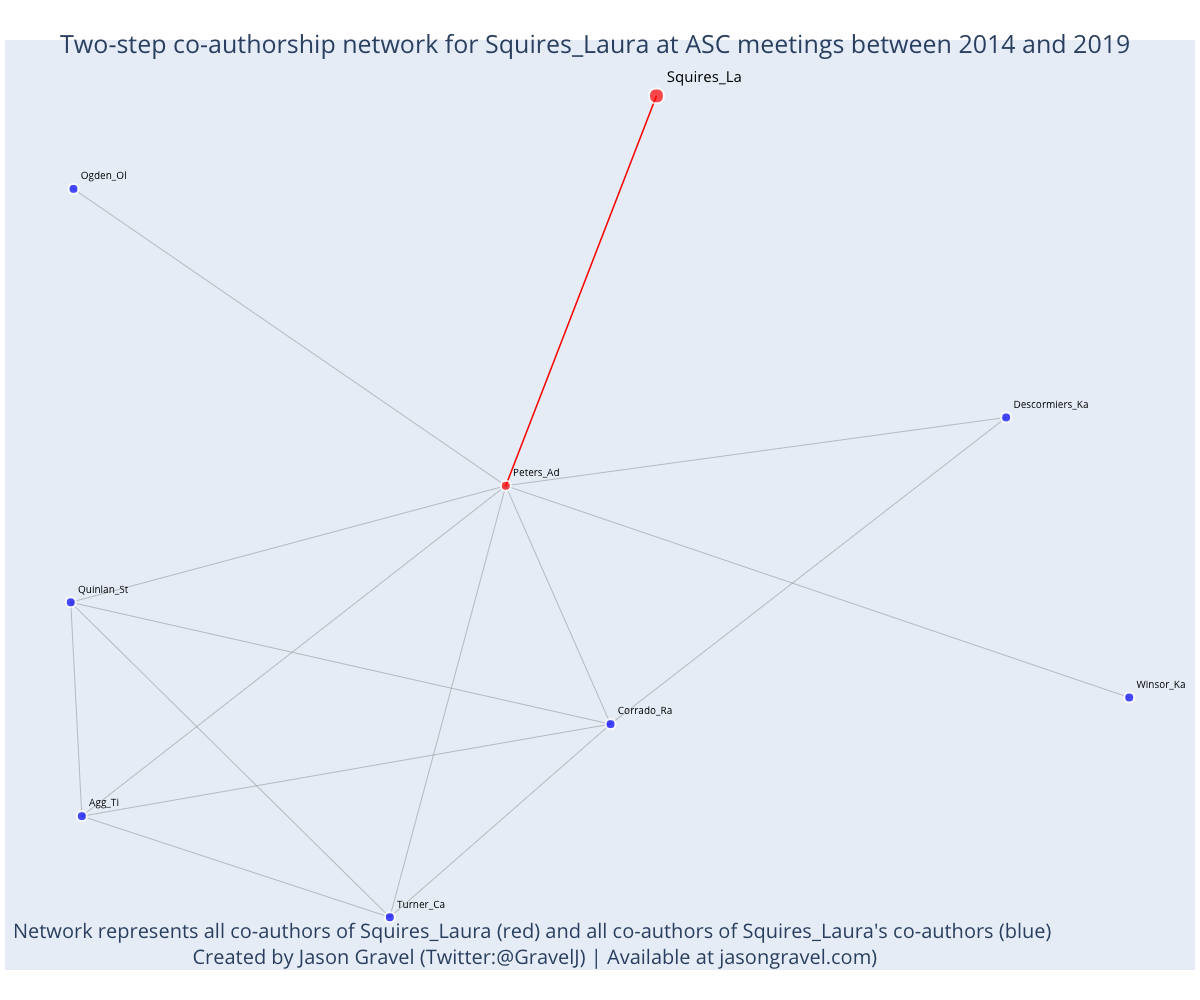 Two-step co-authorship network for Squires_Laura at ASC meetings between 2014 and 2019
Squires_La
Ogden_Ol
Descormiers_Ka
Peters_Ad
Quinlan_St
Winsor_Ka
Corrado_Ra
Agg_Ti
Turner_Ca
Network represents all co-authors of Squires_Laura (red) and all co-authors of Squires_Laura's co-authors (blue)
Created by Jason Gravel (Twitter:@GravelJ) | Available at jasongravel.com)